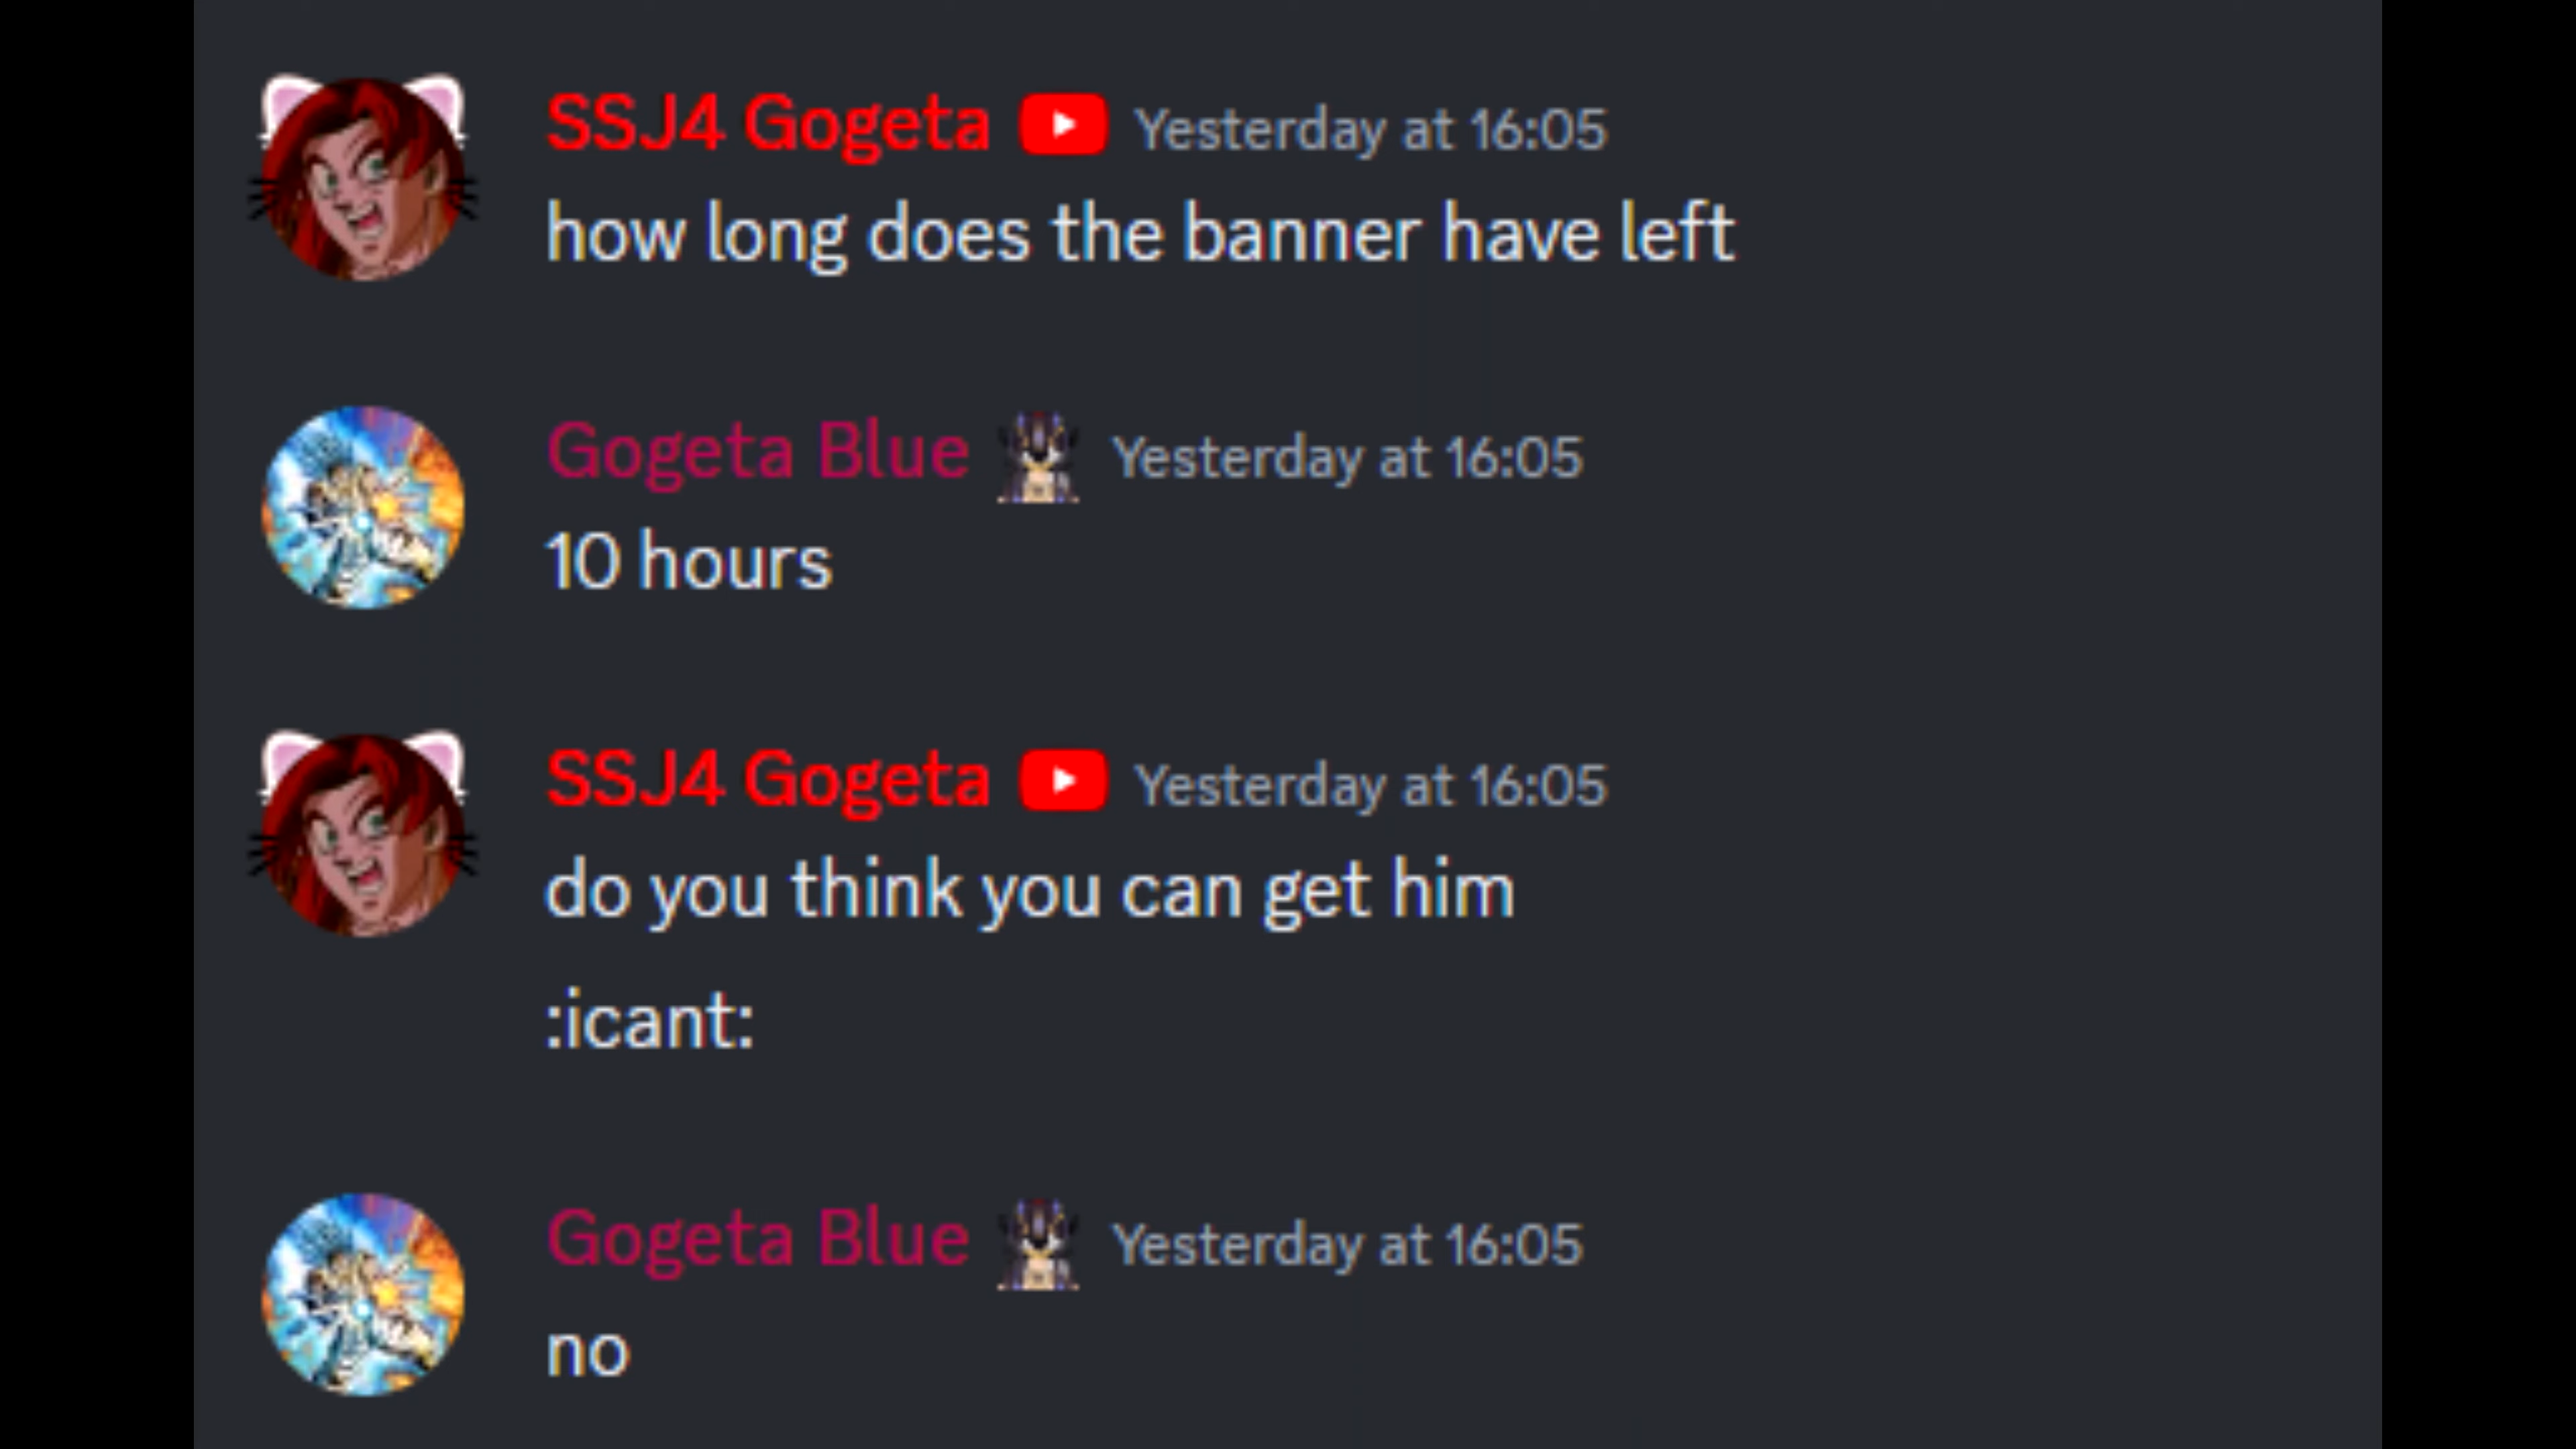 SSJ4 Gogeta Yesterday at 16:05
how long does the banner have left
Gogeta Blue Yesterday at 16:05
10 hours
SSJ4 Gogeta Yesterday at 16:05
do you think you can get him
:icant:
Gogeta Blue Yesterday at 16:05
no